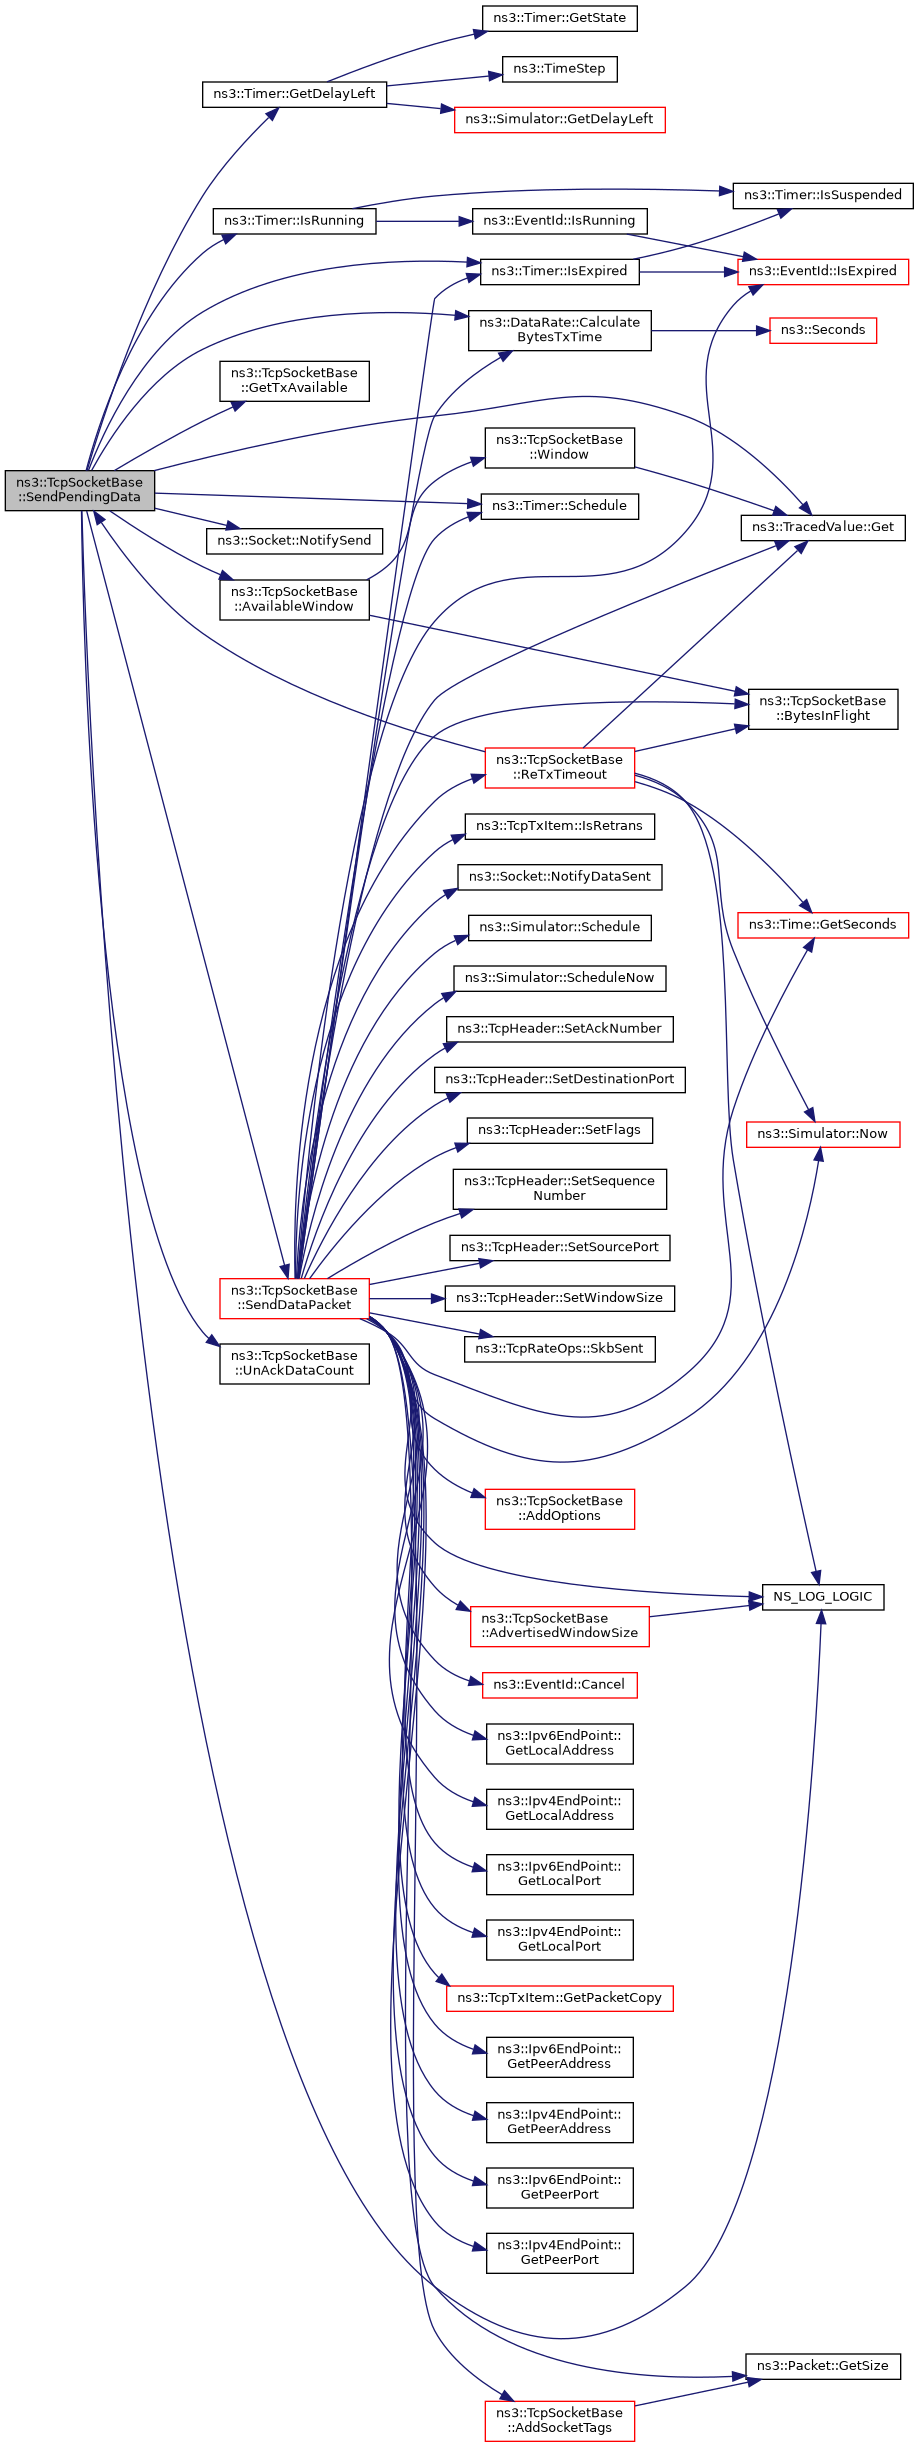 ns3::Timer::GetState
ns3::TimeStep
ns3::Timer::GetDelayLeft
ns3::Simulator::GetDelayLeft
ns3::Timer::IsSuspended
ns3::Timer::IsRunning
ns3::EventId::IsRunning
ns3::Timer::IsExpired
ns3::EventId::IsExpired
ns3::DataRate::Calculate
BytesTxTime
ns3::Seconds
ns3::TcpSocketBase
::GetTxAvailable
ns3::TcpSocketBase
::Window
ns3::TcpSocketBase
::SendPendingData
ns3::Timer::Schedule
ns3::TracedValue::Get
ns3::Socket::NotifySend
ns3::TcpSocketBase
::AvailableWindow
ns3::TcpSocketBase
::BytesInFlight
ns3::TcpSocketBase
::ReTxTimeout
ns3::TcpTxItem::IsRetrans
ns3::Socket::NotifyDataSent
ns3::Simulator::Schedule
ns3::Time::GetSeconds
ns3::Simulator::ScheduleNow
ns3::TcpHeader::SetAckNumber
ns3::TcpHeader::SetDestinationPort
ns3::TcpHeader::SetFlags
ns3::Simulator::Now
ns3::TcpHeader::SetSequence
Number
ns3::TcpHeader::SetSourcePort
ns3::TcpSocketBase
::SendDataPacket
ns3::TcpHeader::SetWindowSize
ns3::TcpRateOps::SkbSent
ns3::TcpSocketBase
::UnAckDataCount
ns3::TcpSocketBase
::AddOptions
NS_LOG_LOGIC
ns3::TcpSocketBase
::AdvertisedWindowSize
ns3::EventId::Cancel
ns3::Ipv6EndPoint::
GetLocalAddress
ns3::Ipv4EndPoint::
GetLocalAddress
ns3::Ipv6EndPoint::
GetLocalPort
ns3::Ipv4EndPoint::
GetLocalPort
ns3::TcpTxItem::GetPacketCopy
ns3::Ipv6EndPoint::
GetPeerAddress
ns3::Ipv4EndPoint::
GetPeerAddress
ns3::Ipv6EndPoint::
GetPeerPort
ns3::Ipv4EndPoint::
GetPeerPort
ns3::Packet::GetSize
ns3::TcpSocketBase
::AddSocketTags